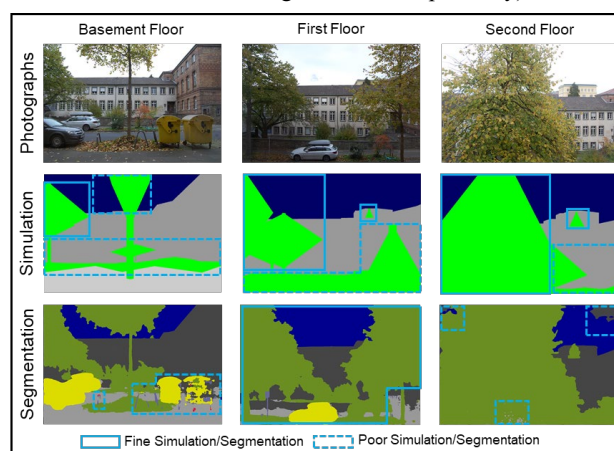 Basement Floor
First Floor
Second Floor
Photographs
Simulation
Segmentation
Fine Simulation/Segmentation
Poor Simulation/Segmentation